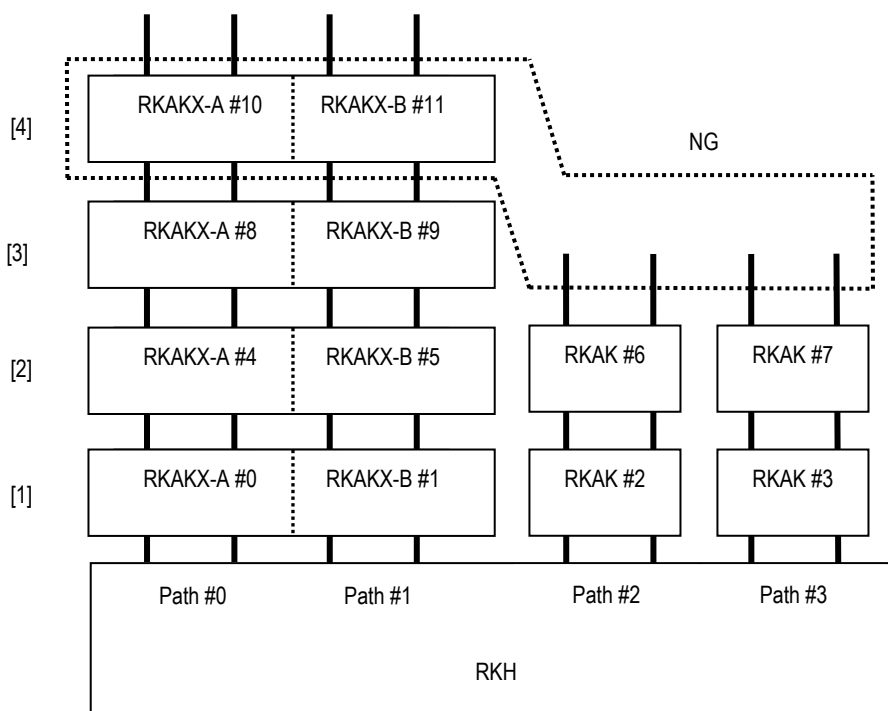 [4] RKAKX-A #10 RKAKX-B #11
NG
[3] RKAKX-A #8 RKAKX-B #9
[2] RKAKX-A #4 RKAKX-B #5 RKAK #6 RKAK #7
[1] RKAKX-A #0 RKAKX-B #1 RKAK #2 RKAK #3
Path #0 Path #1 Path #2 Path #3
RKH